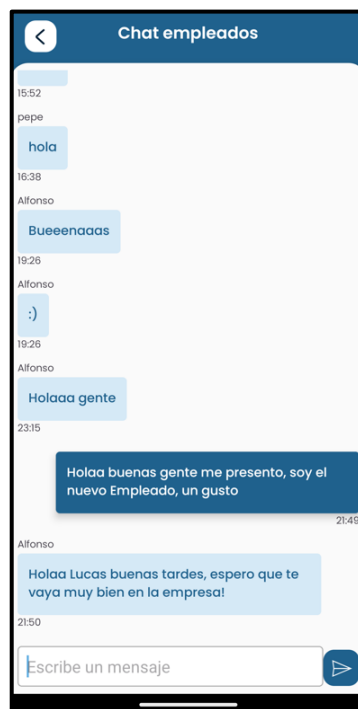 Chat empleados
15:52
pepe
hola
16:38
Alfonso
Bueeenaaas
19:26
Alfonso
:)
19:26
Alfonso
Holaaa gente
23:15
Holaa buenas gente me presento, soy el
nuevo Empleado, un gusto
21:49
Alfonso
Holaa Lucas buenas tardes, espero que te
vaya muy bien en la empresa!
21:50
Escribe un mensaje